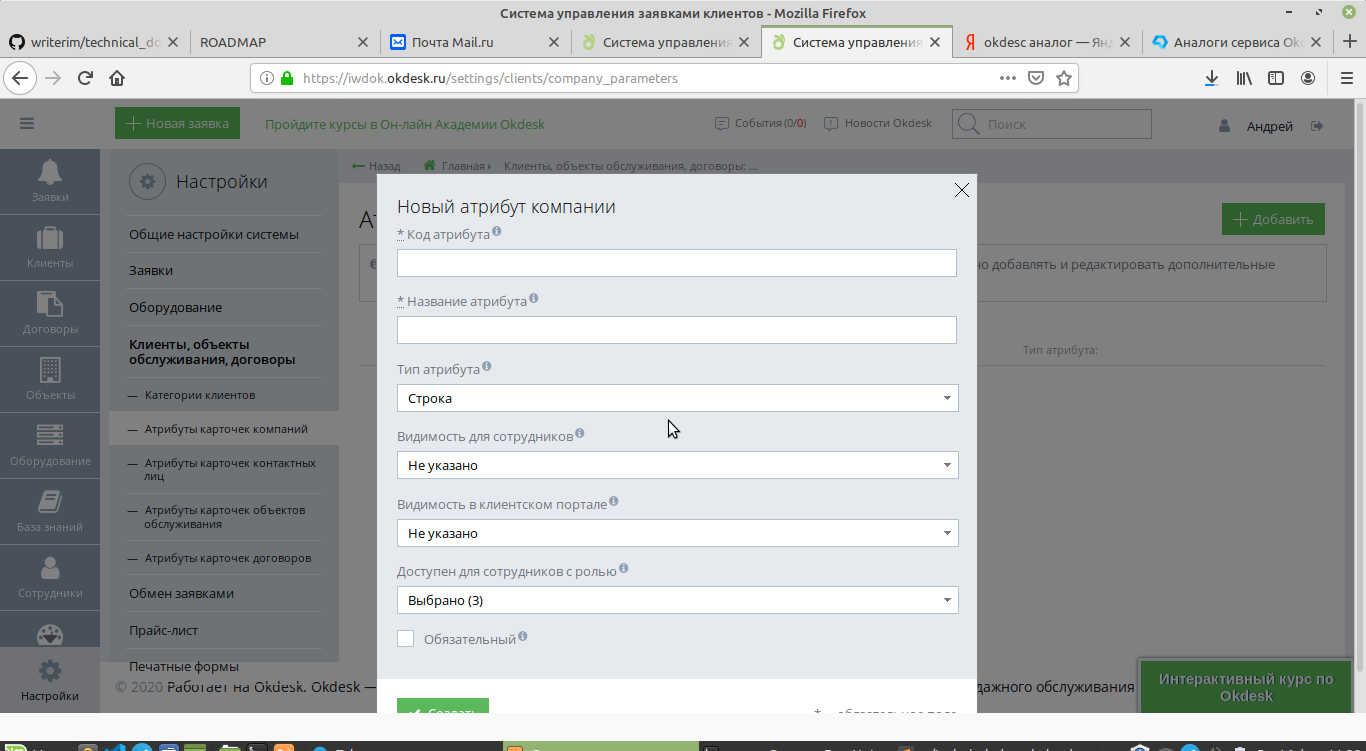 Система управления заявками клиентов - Mozilla Firefox
writerim/technical_do
ROADMAP
Почта Mail.ru
Система управления
Система управления
okdesc аналог — Янд
Аналоги сервиса Okd
https://iwdok.okdesk.ru/settings/clients/company_parameters
Новая заявка
Пройдите курсы в Он-лайн Академии Okdesk
События (0/0)
Новости Okdesk
Поиск
Андрей
Заявки
Клиенты
Договоры
Объекты
Оборудование
База знаний
Сотрудники
Настройки
Настройки
Общие настройки системы
Заявки
Оборудование
Клиенты, объекты
обслуживания, договоры
— Категории клиентов
— Атрибуты карточек компаний
— Атрибуты карточек контактных
лиц
— Атрибуты карточек объектов
обслуживания
— Атрибуты карточек договоров
Обмен заявками
Прайс-лист
Печатные формы
Назад
Главная
Клиенты, объекты обслуживания, договоры: ...
Добавить
добавлять и редактировать дополнительные
Тип атрибута:
Новый атрибут компании
* Код атрибута
* Название атрибута
Тип атрибута
Строка
Видимость для сотрудников
Не указано
Видимость в клиентском портале
Не указано
Доступен для сотрудников с ролью
Выбрано (3)
Обязательный
Создать
© 2020 Работает на Okdesk. Okdesk —
дажного обслуживания
Интерактивный курс по
Okdesk